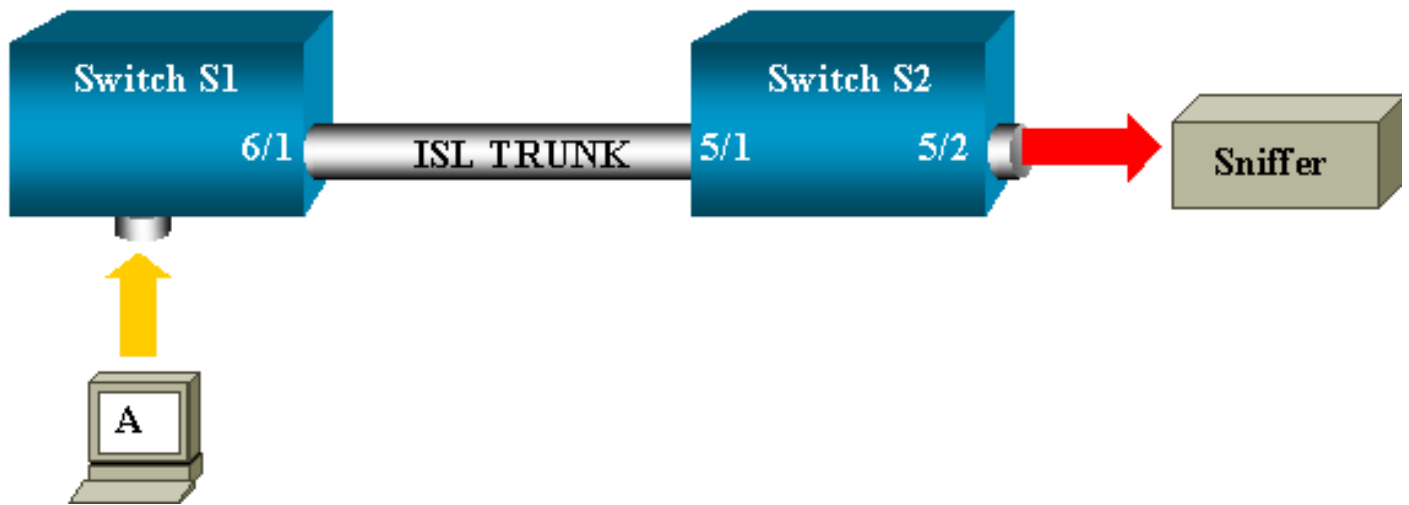 Switch S1
Switch S2
6/1
ISL TRUNK
5/1
5/2
Sniffer
A